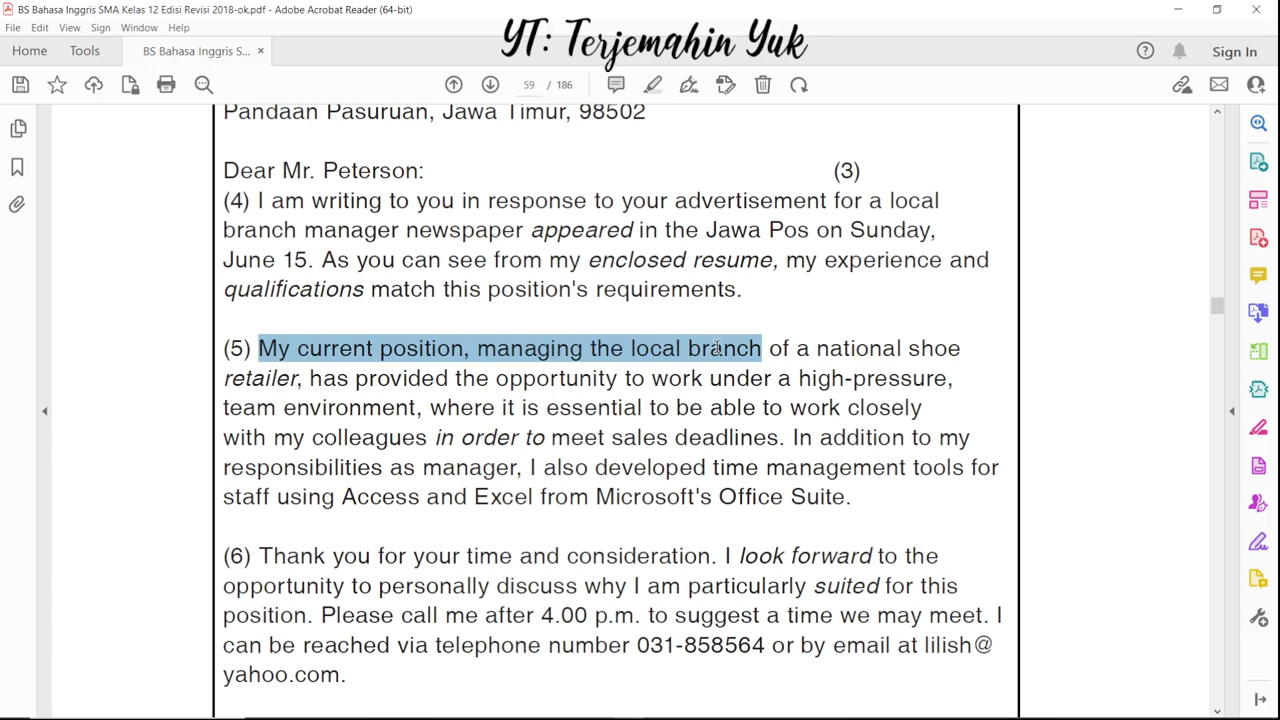 BS Bahasa Inggris SMA Kelas 12 Edisi Revisi 2018-ok.pdf - Adobe Acrobat Reader (64-bit)
File Edit View Sign Window Help
YT: Terjemahin Yuk
Home Tools BS Bahasa Inggris S... × Sign In
59 / 186
Pandaan Pasuruan, Jawa Timur, 98502
Dear Mr. Peterson: (3)
(4) I am writing to you in response to your advertisement for a local
branch manager newspaper appeared in the Jawa Pos on Sunday,
June 15. As you can see from my enclosed resume, my experience and
qualifications match this position's requirements.
(5) My current position, managing the local branch of a national shoe
retailer, has provided the opportunity to work under a high-pressure,
team environment, where it is essential to be able to work closely
with my colleagues in order to meet sales deadlines. In addition to my
responsibilities as manager, I also developed time management tools for
staff using Access and Excel from Microsoft's Office Suite.
(6) Thank you for your time and consideration. I look forward to the
opportunity to personally discuss why I am particularly suited for this
position. Please call me after 4.00 p.m. to suggest a time we may meet. I
can be reached via telephone number 031-858564 or by email at lilish@
yahoo.com.